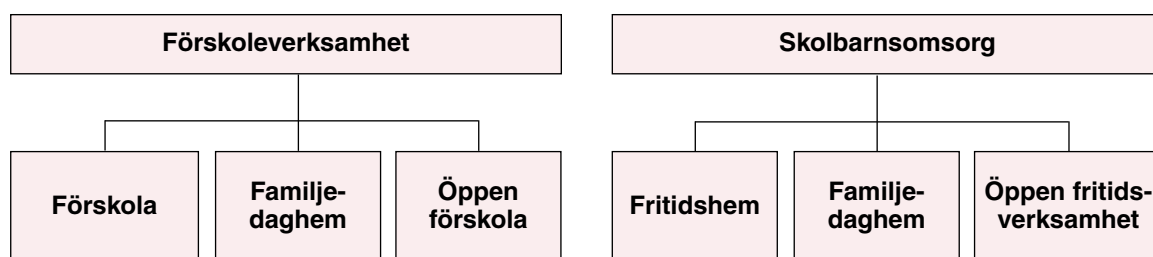 Förskoleverksamhet
Skolbarnsomsorg
Förskola
Familje-
daghem
Öppen
förskola
Fritidshem
Familje-
daghem
Öppen fritids-
verksamhet